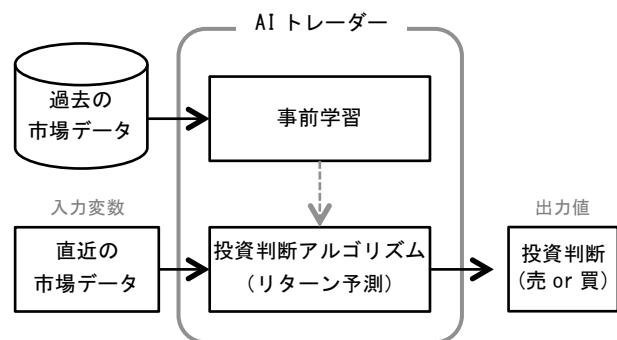 AI トレーダー
過去の
市場データ
事前学習
入力変数
直近の
市場データ
投資判断アルゴリズム
（リターン予測）
出力値
投資判断
(売 or 買)